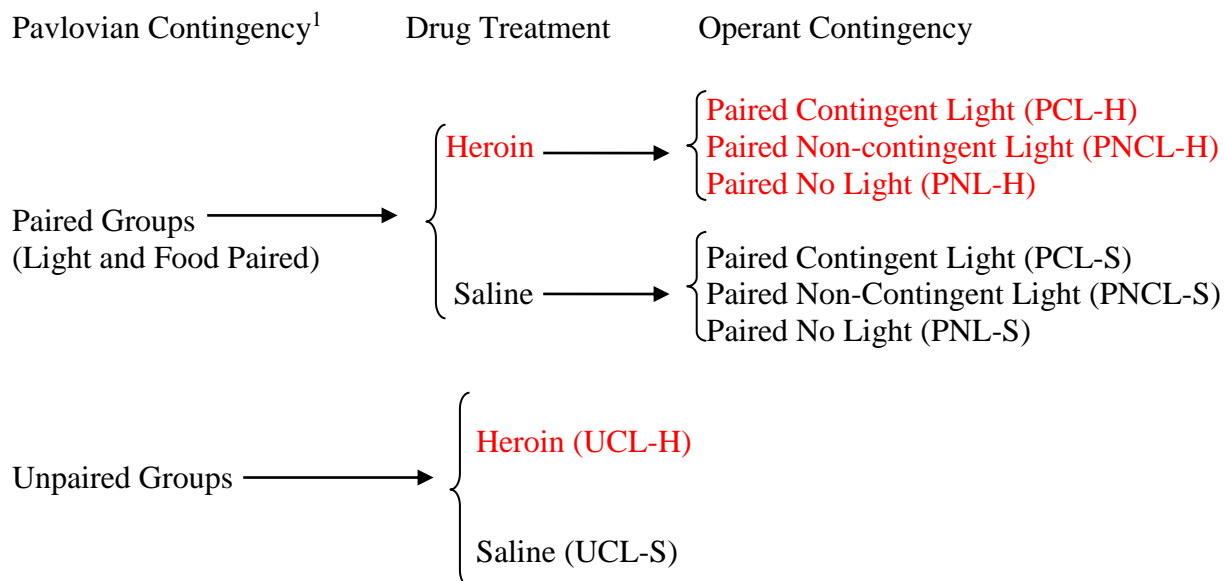 Pavlovian Contingency¹ Drug Treatment Operant Contingency
Paired Contingent Light (PCL-H)
Heroin Paired Non-contingent Light (PNCL-H)
Paired No Light (PNL-H)
Paired Groups
(Light and Food Paired)
Paired Contingent Light (PCL-S)
Saline Paired Non-Contingent Light (PNCL-S)
Paired No Light (PNL-S)
Heroin (UCL-H)
Unpaired Groups
Saline (UCL-S)